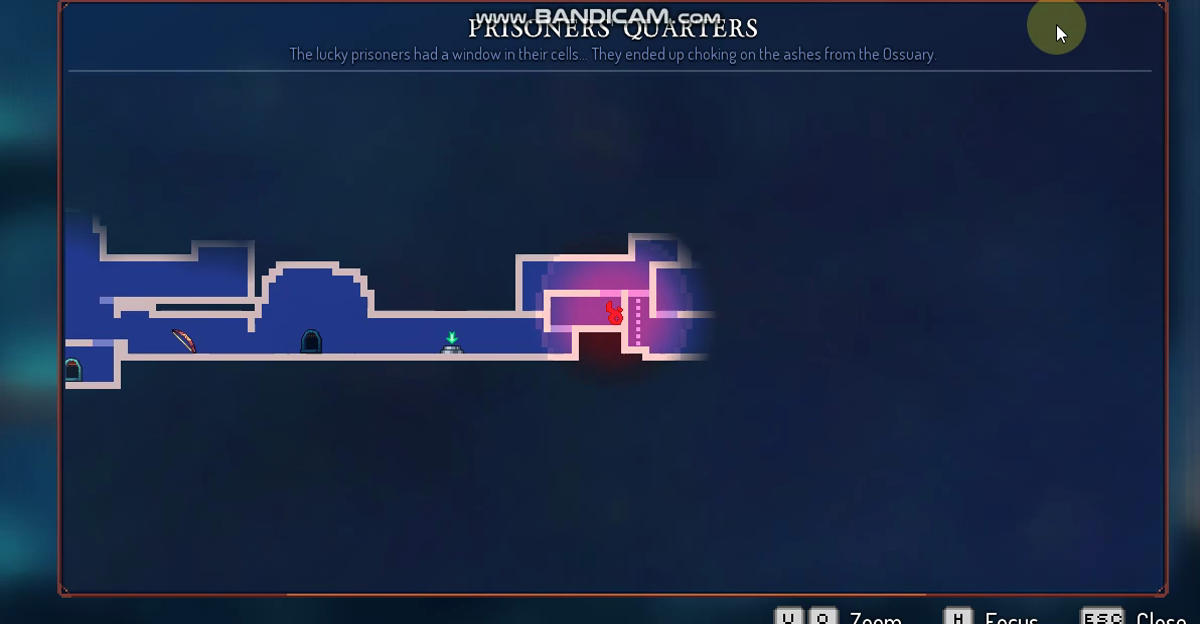 www.BANDICAM.com
PRISONERS' QUARTERS
The lucky prisoners had a window in their cells... They ended up choking on the ashes from the Ossuary.
Zoom H Focus ESC Close